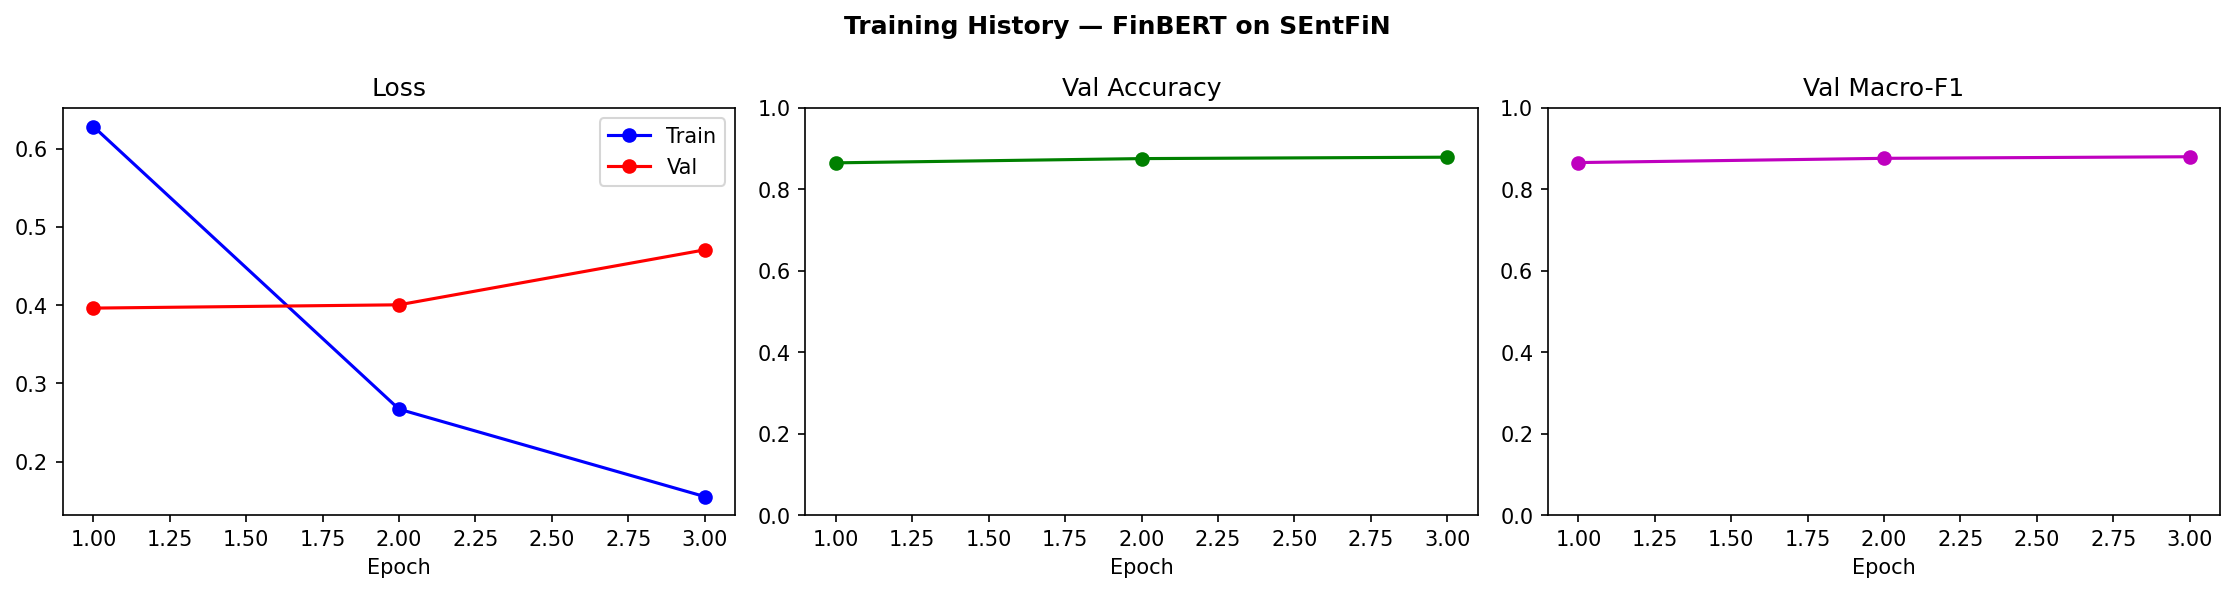 Training History — FinBERT on SEntFiN
Loss
0.6
0.5
0.4
0.3
0.2
Train
Val
1.00 1.25 1.50 1.75 2.00 2.25 2.50 2.75 3.00
Epoch
Val Accuracy
1.0
0.8
0.6
0.4
0.2
0.0
1.00 1.25 1.50 1.75 2.00 2.25 2.50 2.75 3.00
Epoch
Val Macro-F1
1.0
0.8
0.6
0.4
0.2
0.0
1.00 1.25 1.50 1.75 2.00 2.25 2.50 2.75 3.00
Epoch